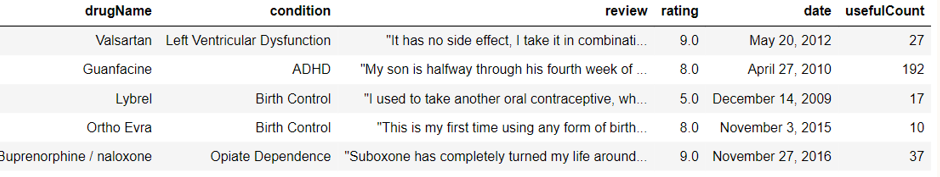 drugName condition review rating date usefulCount
Valsartan Left Ventricular Dysfunction "It has no side effect, I take it in combinati... 9.0 May 20, 2012 27
Guanfacine ADHD "My son is halfway through his fourth week of ... 8.0 April 27, 2010 192
Lybrel Birth Control "I used to take another oral contraceptive, wh... 5.0 December 14, 2009 17
Ortho Evra Birth Control "This is my first time using any form of birth... 8.0 November 3, 2015 10
Buprenorphine / naloxone Opiate Dependence "Suboxone has completely turned my life around... 9.0 November 27, 2016 37